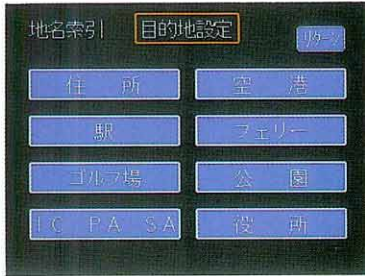 地名索引 目的地設定 リターン
住所 空港
駅 フェリー
ゴルフ場 公園
IC PA SA 役所